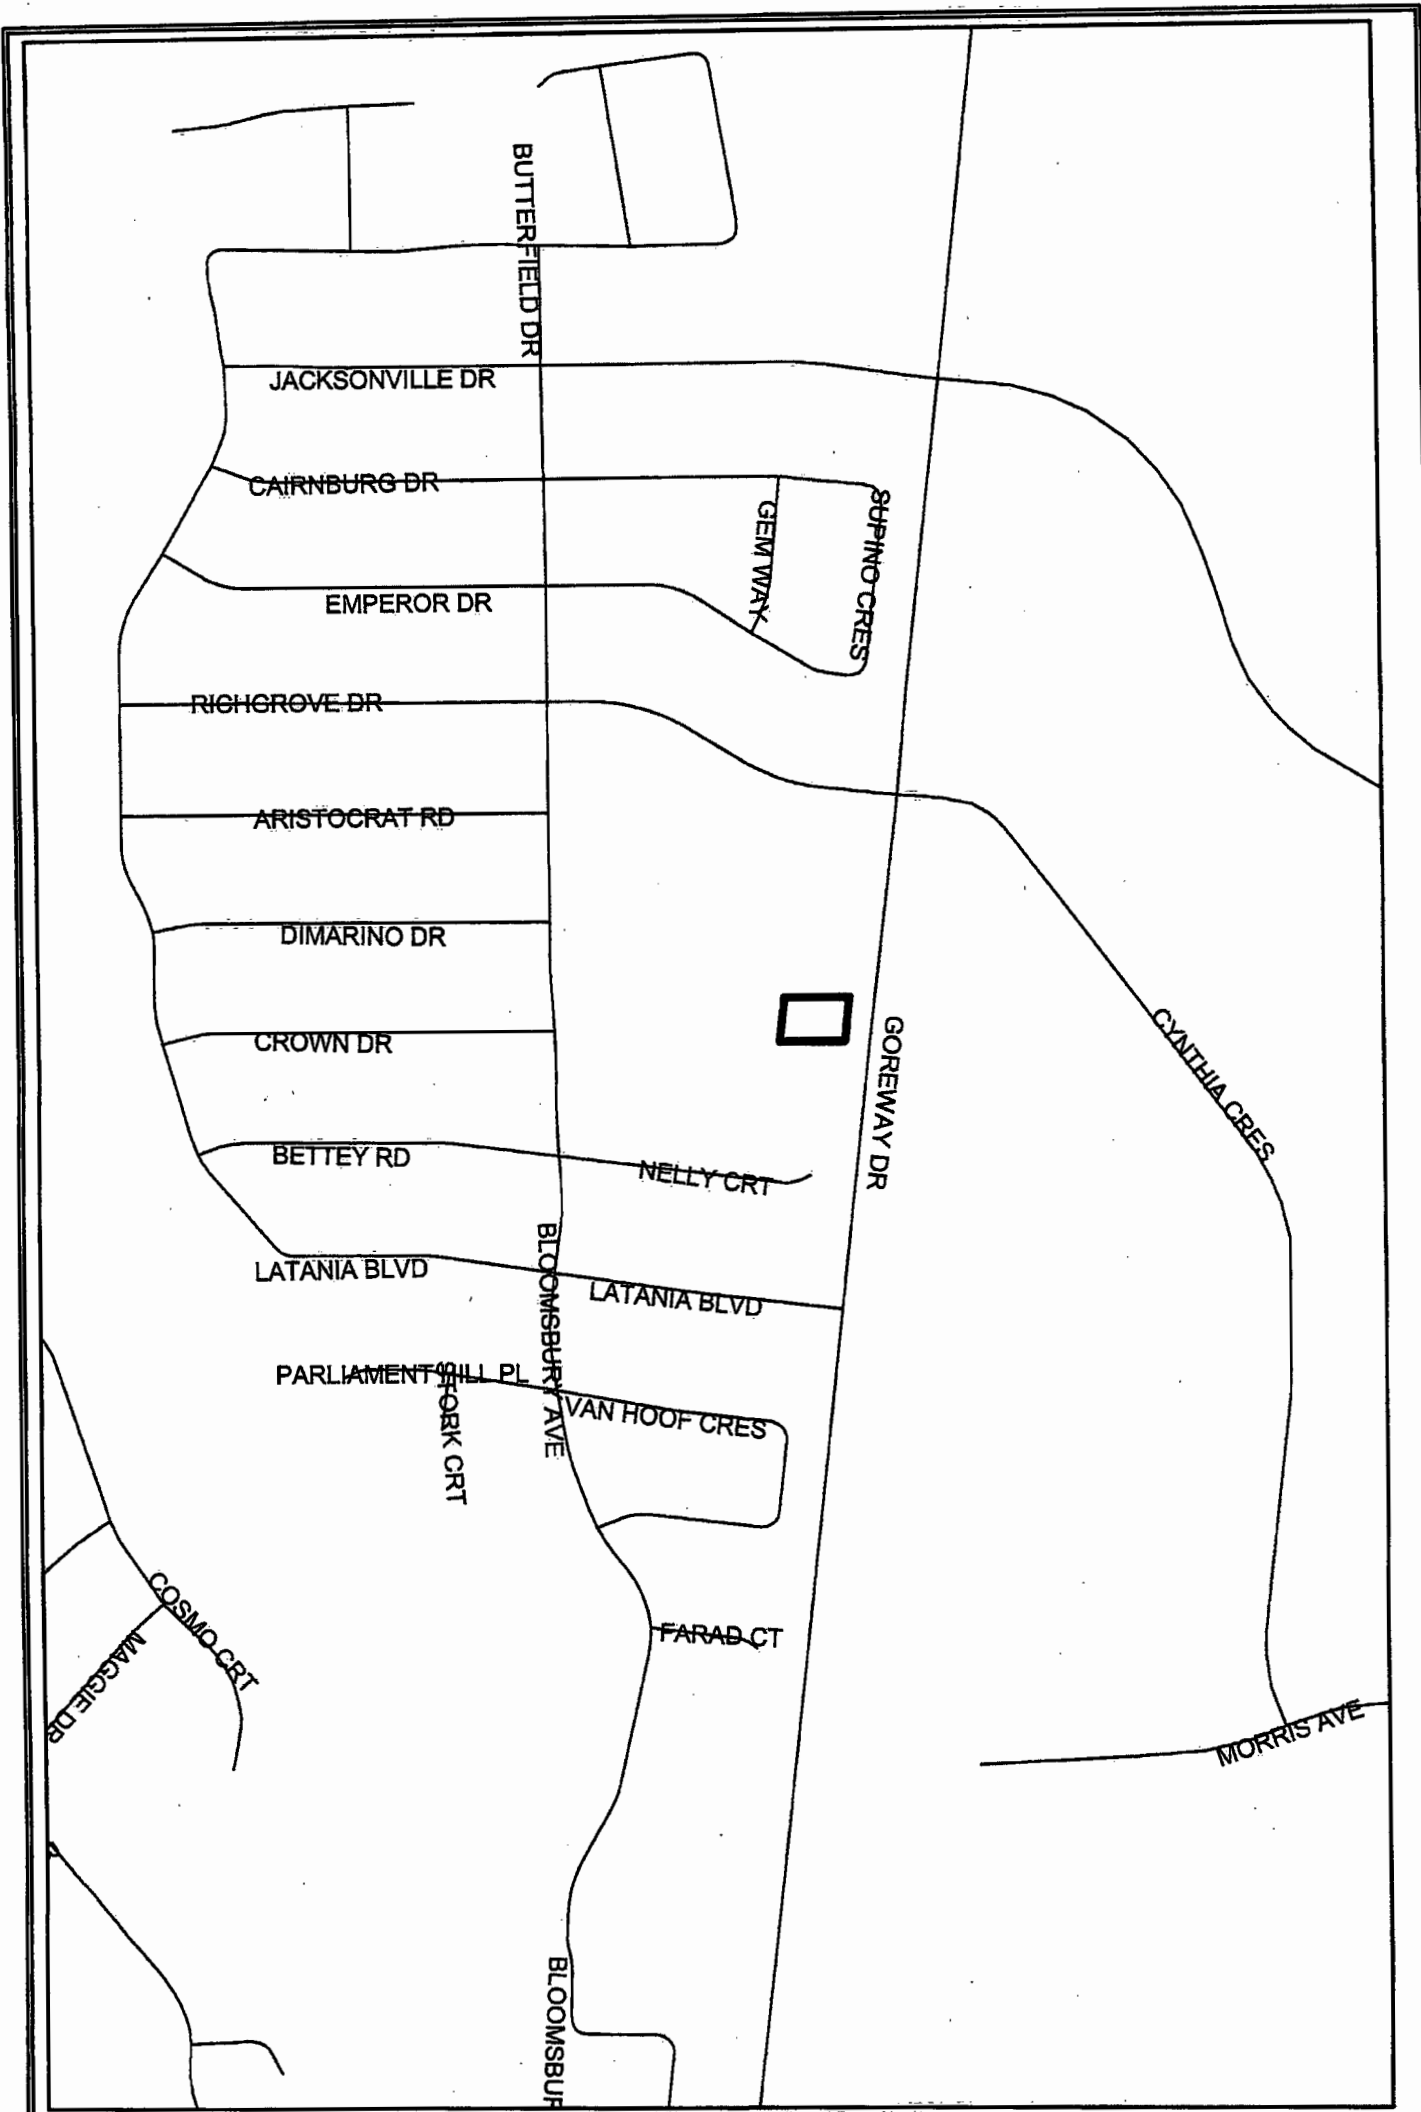 BUTTERFIELD DR
JACKSONVILLE DR
CAIRNBURG DR
GEM WAY
SUPINO CRES
EMPEROR DR
RICHGROVE DR
ARISTOCRAT RD
DIMARINO DR
GOREWAY DR
CYNTHIA CRES
CROWN DR
BETTEY RD
NELLY CRT
BLOOMSBURY AVE
LATANIA BLVD
LATANIA BLVD
PARLIAMENT HILL PL
STORK CRT
VAN HOOF CRES
COSMO CRT
MAGGIE DR
FARAD CT
MORRIS AVE
BLOOMSBUR